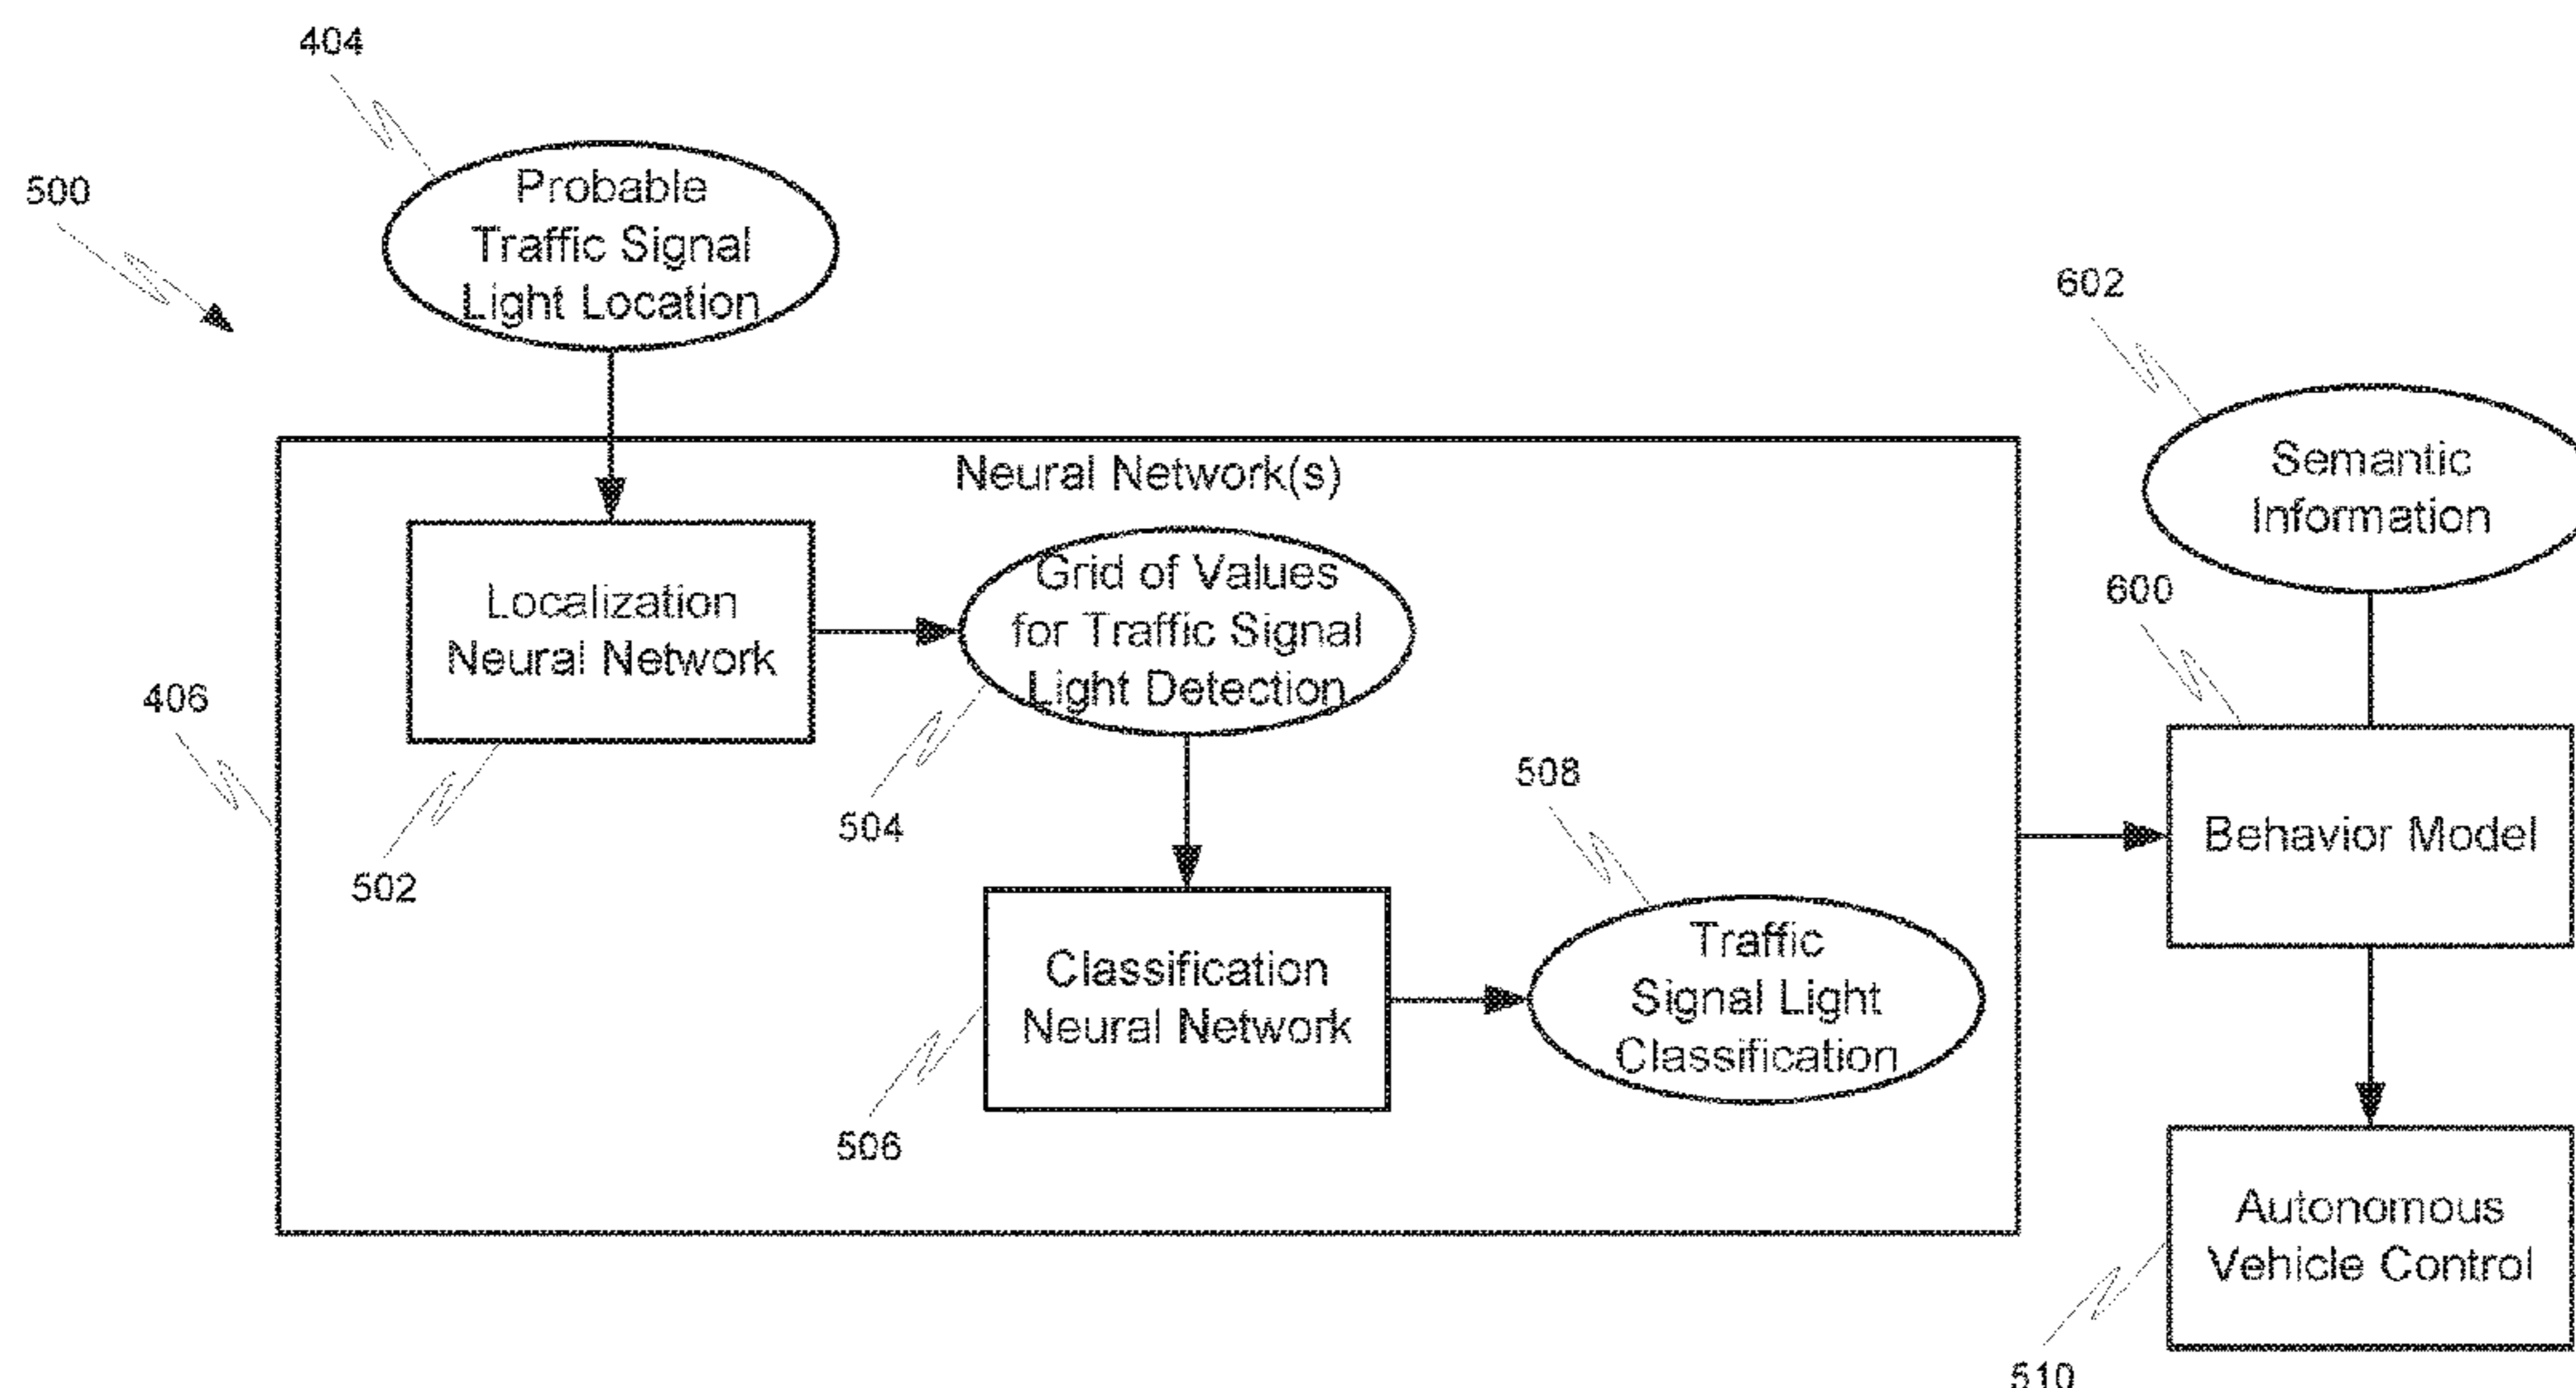 404
500
Probable
Traffic Signal
Light Location
602
Semantic
Information
Neural Network(s)
Localization
Neural Network
Grid of Values
for Traffic Signal
Light Detection
600
406
508
504
502
Behavior Model
Classification
Neural Network
Traffic
Signal Light
Classification
506
Autonomous
Vehicle Control
510